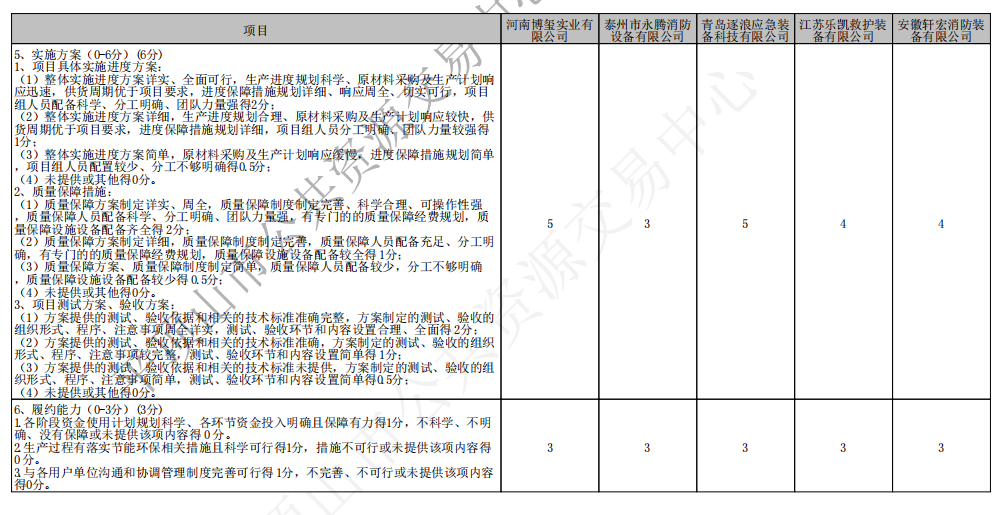 项目
河南博玺实业有
限公司
泰州市永腾消防
设备有限公司
青岛逐浪应急装
备科技有限公司
江苏乐凯救护装
备有限公司
安徽轩宏消防装
备有限公司
5、实施方案（0-6分）(6分)
1、项目具体实施进度方案：
（1）整体实施进度方案详实、全面可行，生产进度规划科学、原材料采购及生产计划响
应迅速，供货周期优于项目要求，进度保障措施规划详细、响应周全、切实可行，项目
组人员配备科学、分工明确、团队力量强得2分；
（2）整体实施进度方案详细，生产进度规划合理、原材料采购及生产计划响应较快，供
货周期优于项目要求，进度保障措施规划详细，项目组人员分工明确、团队力量较强得
1分；
（3）整体实施进度方案简单，原材料采购及生产计划响应缓慢，进度保障措施规划简单
，项目组人员配置较少、分工不够明确得0.5分；
（4）未提供或其他得0分。
2、质量保障措施：
（1）质量保障方案制定详实、周全，质量保障制度制定完善、科学合理、可操作性强
，质量保障人员配备科学、分工明确、团队力量强，有专门的的质量保障经费规划，质
量保障设施设备配备齐全得 2分；
（2）质量保障方案制定详细，质量保障制度制定完善，质量保障人员配备充足、分工明
确，有专门的的质量保障经费规划，质量保障设施设备配备较全得 1分；
（3）质量保障方案、质量保障制度制定简单，质量保障人员配备较少，分工不够明确
，质量保障设施设备配备较少得 0.5分；
（4）未提供或其他得0分。
3、项目测试方案、验收方案：
（1）方案提供的测试、验收依据和相关的技术标准准确完整，方案制定的测试、验收的
组织形式、程序、注意事项周全详实，测试、验收环节和内容设置合理、全面得 2分；
（2）方案提供的测试、验收依据和相关的技术标准准确，方案制定的测试、验收的组织
形式、程序、注意事项较完整，测试、验收环节和内容设置简单得 1分；
（3）方案提供的测试、验收依据和相关的技术标准未提供，方案制定的测试、验收的组
织形式、程序、注意事项简单，测试、验收环节和内容设置简单得0.5分；
（4）未提供或其他得0分。
5
3
5
4
4
6、履约能力（0-3分）(3分)
1.各阶段资金使用计划规划科学、各环节资金投入明确且保障有力得1分，不科学、不明
确、没有保障或未提供该项内容得 0分。
2.生产过程有落实节能环保相关措施且科学可行得1分，措施不可行或未提供该项内容得
0分。
3.与各用户单位沟通和协调管理制度完善可行得 1分，不完善、不可行或未提供该项内容
得0分。
3
3
3
3
3